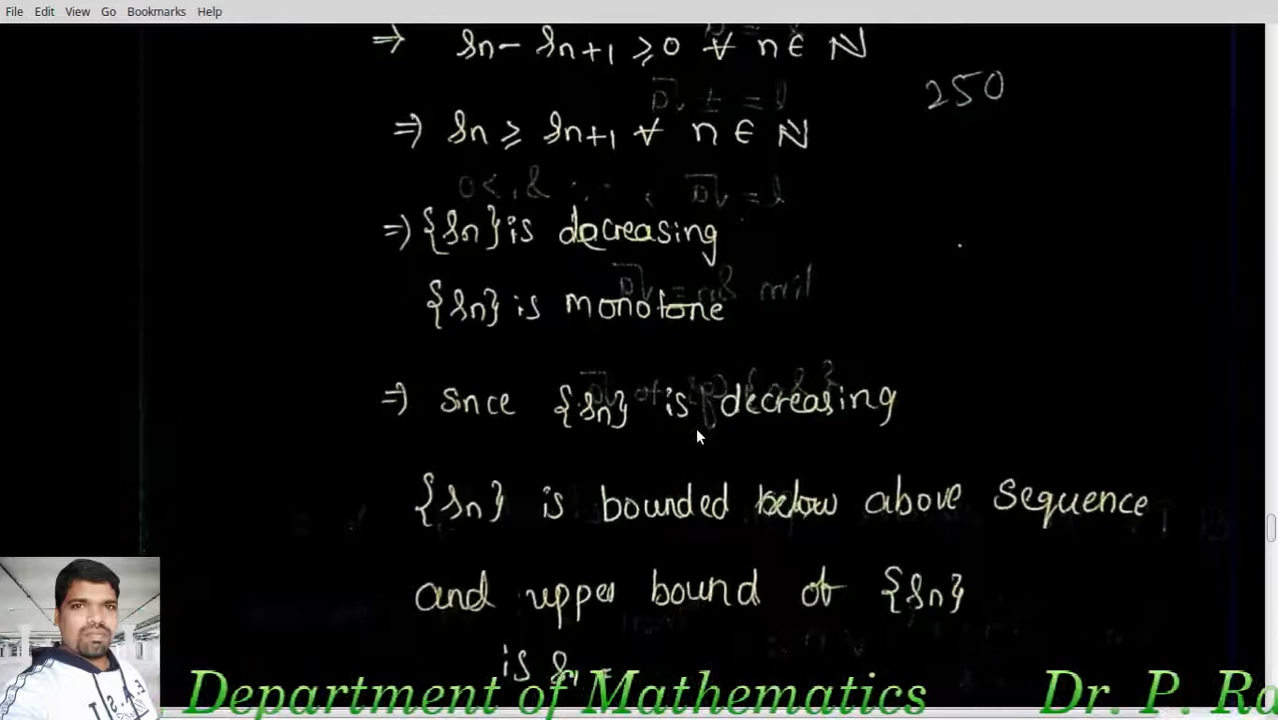 File Edit View Go Bookmarks Help
⇒ Sn - Sn+1 ≥ 0 ∀ n ∈ ℕ
250
⇒ Sn ≥ Sn+1 ∀ n ∈ ℕ
⇒ {Sn} is decreasing
{Sn} is monotone
⇒ Since {Sn} is decreasing
{Sn} is bounded below above sequence
and upper bound of {Sn}
is S1
Department of Mathematics Dr. P. Ra